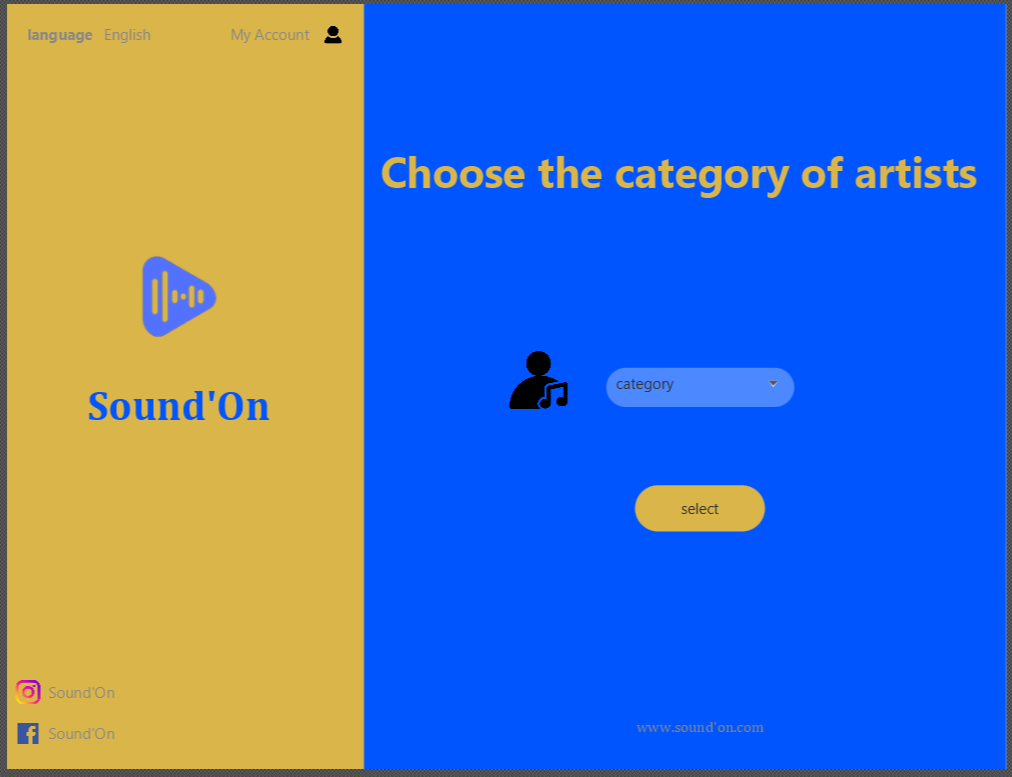 language English My Account
Choose the category of artists
category
Sound'On
select
Sound'On
www.sound'on.com
Sound'On